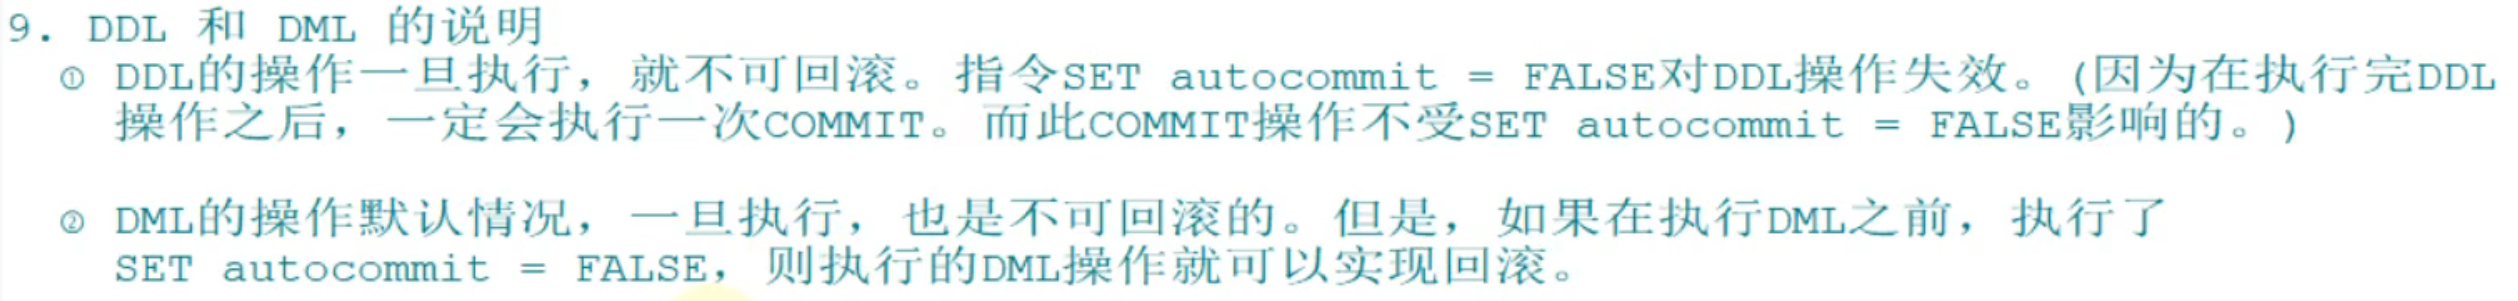 9. DDL 和 DML 的说明
① DDL的操作一旦执行，就不可回滚。指令SET autocommit = FALSE对DDL操作失效。(因为在执行完DDL
操作之后，一定会执行一次COMMIT。而此COMMIT操作不受SET autocommit = FALSE影响的。)
② DML的操作默认情况，一旦执行，也是不可回滚的。但是，如果在执行DML之前，执行了
SET autocommit = FALSE，则执行的DML操作就可以实现回滚。